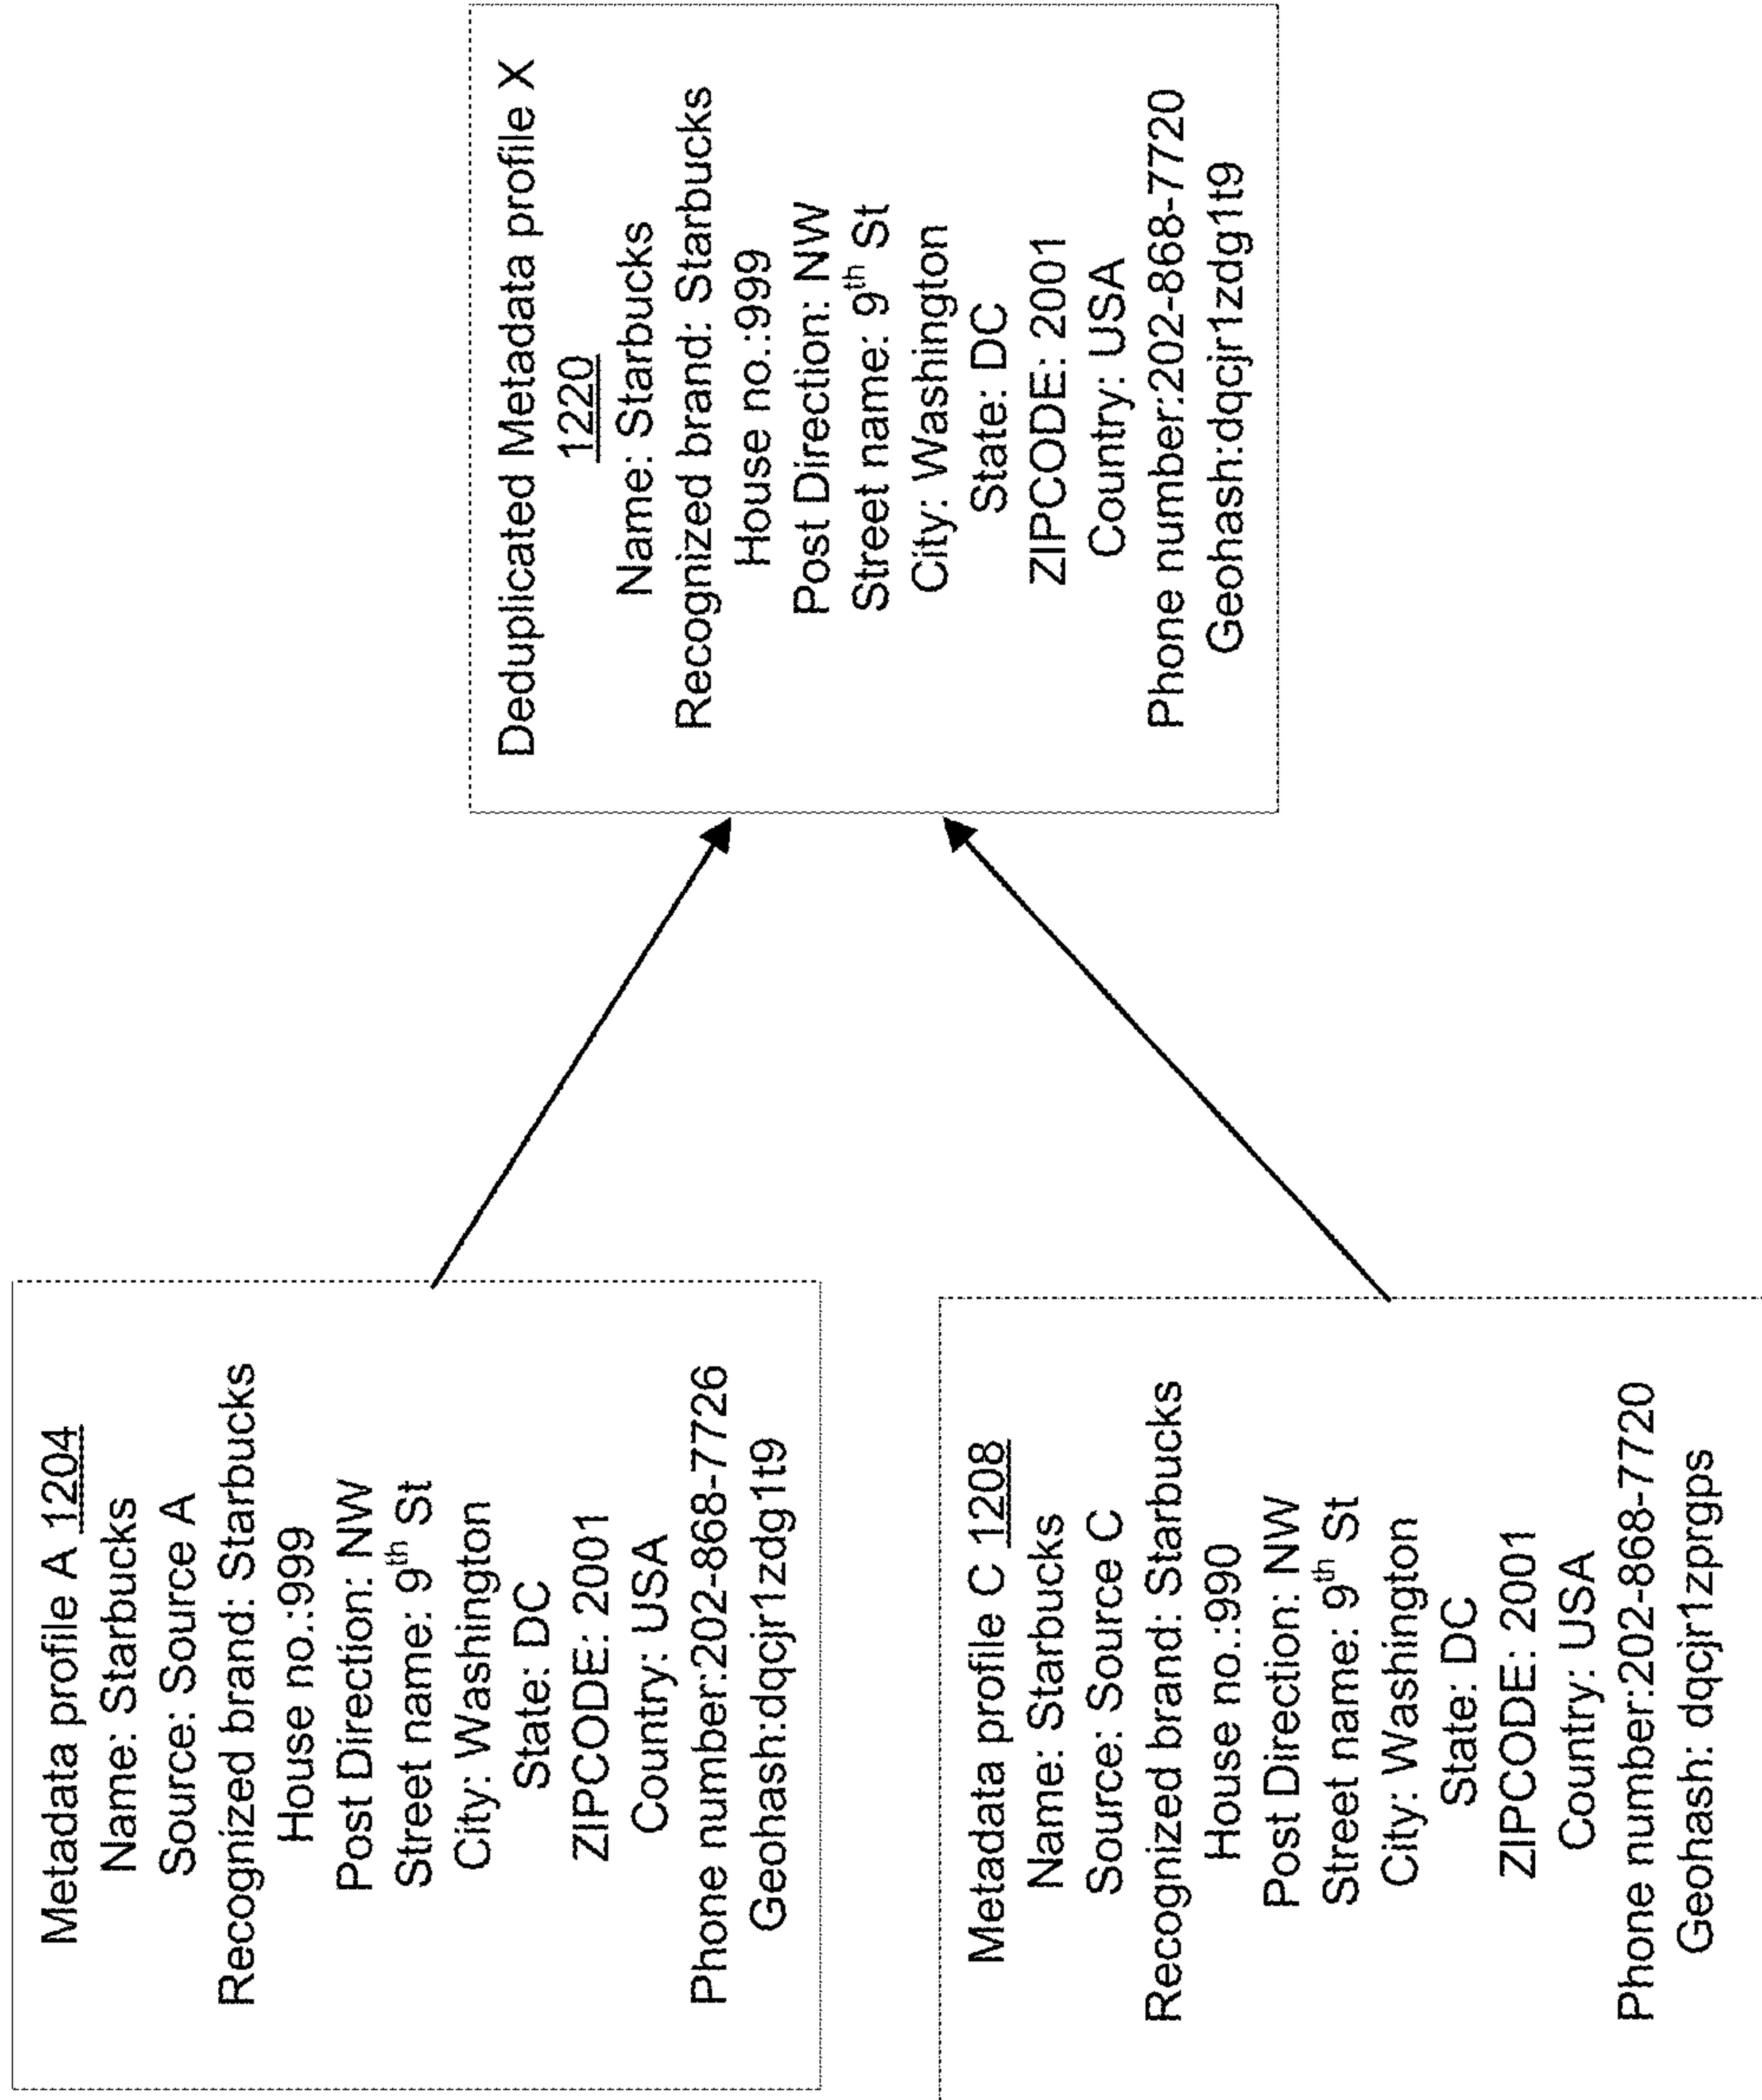 Metadata profile A 1204
Name: Starbucks
Source: Source A
Recognized brand: Starbucks
House no.:999
Post Direction: NW
Street name: 9th St
City: Washington
State: DC
ZIPCODE: 2001
Country: USA
Phone number:202-868-7726
Geohash:dqcjr1zdg1t9
Metadata profile C 1208
Name: Starbucks
Source: Source C
Recognized brand: Starbucks
House no.:990
Post Direction: NW
Street name: 9th St
City: Washington
State: DC
ZIPCODE: 2001
Country: USA
Phone number:202-868-7720
Geohash: dqcjr1zprgps
Deduplicated Metadata profile X
1220
Name: Starbucks
Recognized brand: Starbucks
House no.:999
Post Direction: NW
Street name: 9th St
City: Washington
State: DC
ZIPCODE: 2001
Country: USA
Phone number:202-868-7720
Geohash:dqcjr1zdg1t9